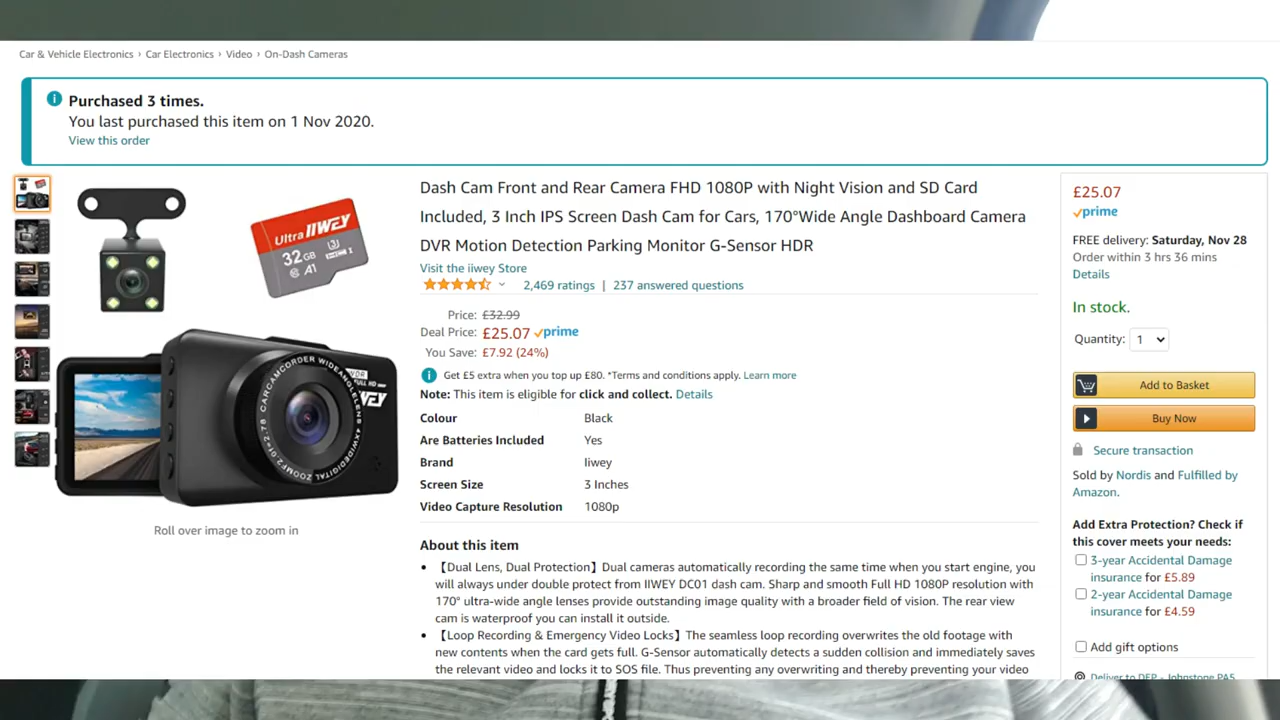 Car & Vehicle Electronics › Car Electronics › Video › On-Dash Cameras
Purchased 3 times.
You last purchased this item on 1 Nov 2020.
View this order
Ultra IIWEY
32GB
A1
Dash Cam Front and Rear Camera FHD 1080P with Night Vision and SD Card
Included, 3 Inch IPS Screen Dash Cam for Cars, 170°Wide Angle Dashboard Camera
DVR Motion Detection Parking Monitor G-Sensor HDR
Visit the iiwey Store
2,469 ratings | 237 answered questions
Price: £32.99
Deal Price: £25.07 prime
You Save: £7.92 (24%)
Get £5 extra when you top up £80. *Terms and conditions apply. Learn more
Note: This item is eligible for click and collect. Details
Colour Black
Are Batteries Included Yes
Brand Iiwey
Screen Size 3 Inches
Video Capture Resolution 1080p
CARCAMCORDER WIDEANGLELENS 4XWIDEDIGITAL ZOOMF2.0f=2.78
Roll over image to zoom in
About this item
• 【Dual Lens, Dual Protection】Dual cameras automatically recording the same time when you start engine, you
will always under double protect from IIWEY DC01 dash cam. Sharp and smooth Full HD 1080P resolution with
170° ultra-wide angle lenses provide outstanding image quality with a broader field of vision. The rear view
cam is waterproof you can install it outside.
• 【Loop Recording & Emergency Video Locks】The seamless loop recording overwrites the old footage with
new contents when the card gets full. G-Sensor automatically detects a sudden collision and immediately saves
the relevant video and locks it to SOS file. Thus preventing any overwriting and thereby preventing your video
£25.07
prime
FREE delivery: Saturday, Nov 28
Order within 3 hrs 36 mins
Details
In stock.
Quantity: 1
Add to Basket
Buy Now
Secure transaction
Sold by Nordis and Fulfilled by
Amazon.
Add Extra Protection? Check if
this cover meets your needs:
3-year Accidental Damage
insurance for £5.89
2-year Accidental Damage
insurance for £4.59
Add gift options
Deliver to DEP - Johnstone PA5